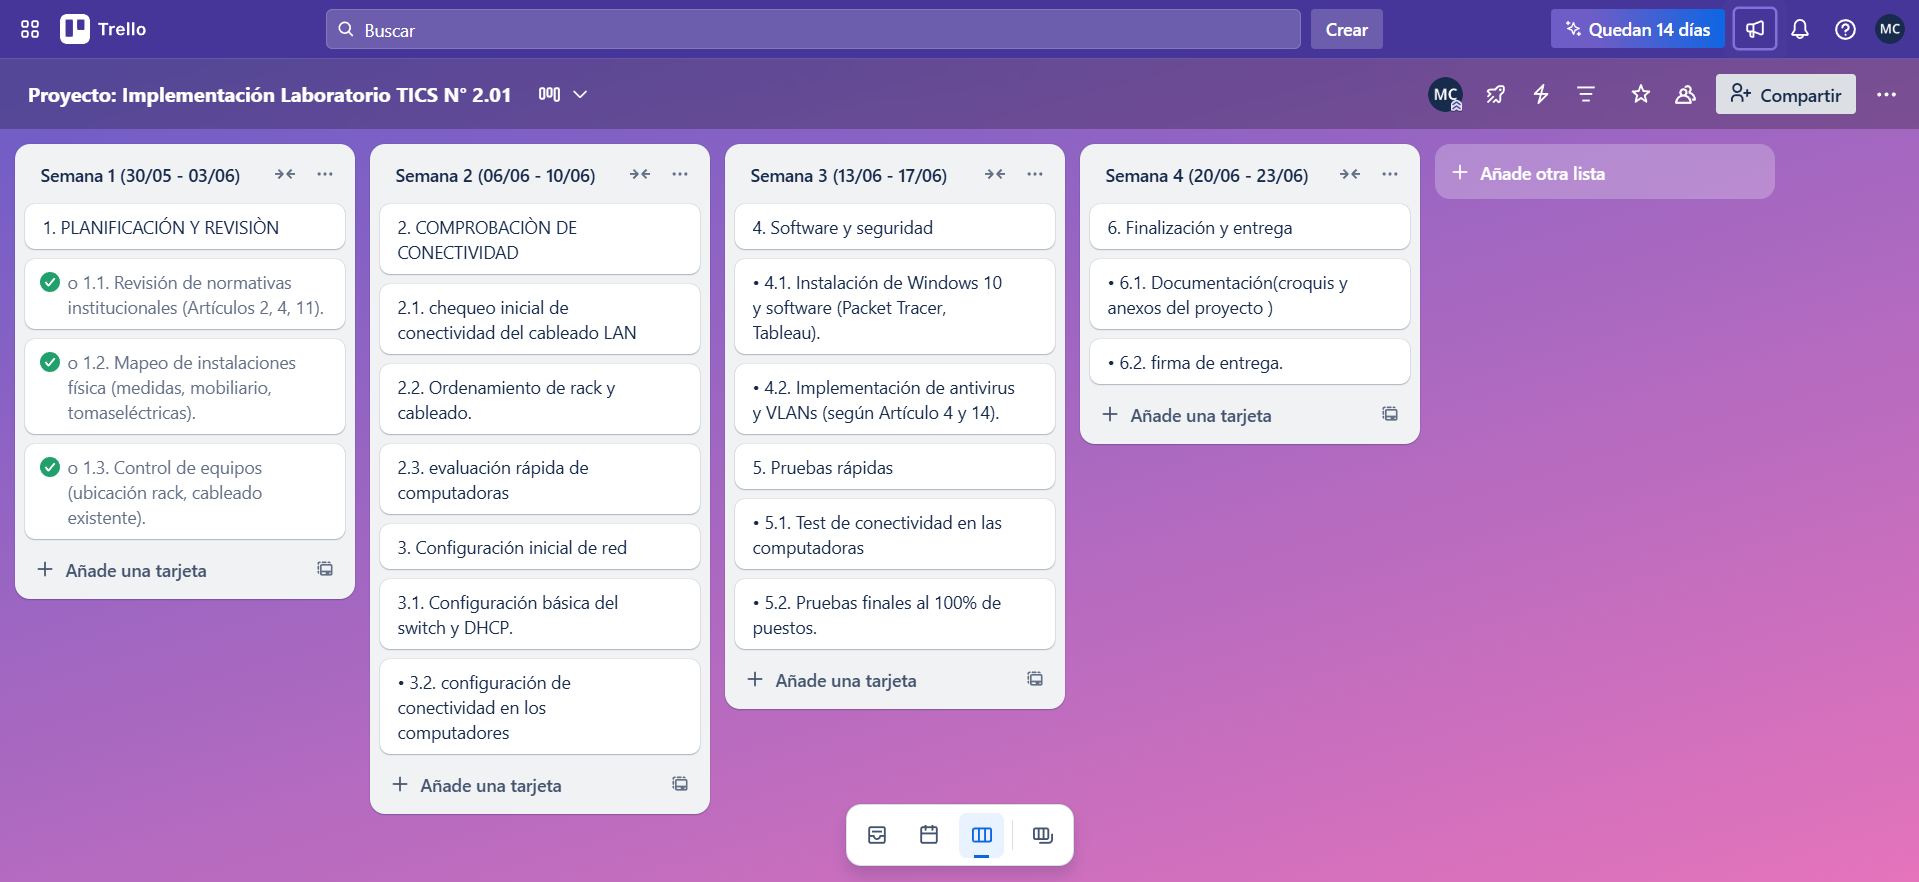 Trello
Buscar
Crear
Quedan 14 días
MC
Proyecto: Implementación Laboratorio TICS N° 2.01
MC
Compartir
Semana 1 (30/05 - 03/06)
1. PLANIFICACIÓN Y REVISIÒN
o 1.1. Revisión de normativas
institucionales (Artículos 2, 4, 11).
o 1.2. Mapeo de instalaciones
física (medidas, mobiliario,
tomaseléctricas).
o 1.3. Control de equipos
(ubicación rack, cableado
existente).
Añade una tarjeta
Semana 2 (06/06 - 10/06)
2. COMPROBACIÒN DE
CONECTIVIDAD
2.1. chequeo inicial de
conectividad del cableado LAN
2.2. Ordenamiento de rack y
cableado.
2.3. evaluación rápida de
computadoras
3. Configuración inicial de red
3.1. Configuración básica del
switch y DHCP.
• 3.2. configuración de
conectividad en los
computadores
Añade una tarjeta
Semana 3 (13/06 - 17/06)
4. Software y seguridad
• 4.1. Instalación de Windows 10
y software (Packet Tracer,
Tableau).
• 4.2. Implementación de antivirus
y VLANs (según Artículo 4 y 14).
5. Pruebas rápidas
• 5.1. Test de conectividad en las
computadoras
• 5.2. Pruebas finales al 100% de
puestos.
Añade una tarjeta
Semana 4 (20/06 - 23/06)
6. Finalización y entrega
• 6.1. Documentación(croquis y
anexos del proyecto )
• 6.2. firma de entrega.
Añade una tarjeta
Añade otra lista